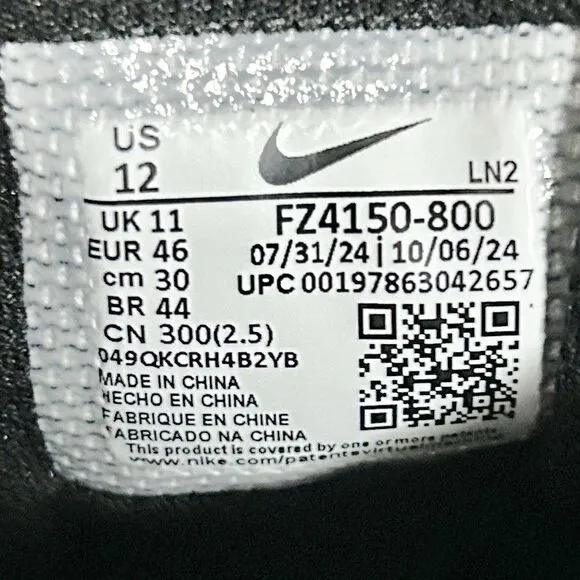 US
12
LN2
UK 11
FZ4150-800
EUR 46
07/31/24 | 10/06/24
cm 30
UPC 00197863042657
BR 44
CN 300(2.5)
049QKCRH4B2YB
MADE IN CHINA
HECHO EN CHINA
FABRIQUE EN CHINE
FABRICADO NA CHINA
This product is covered by one or more patents
www.nike.com/patentsvirtual